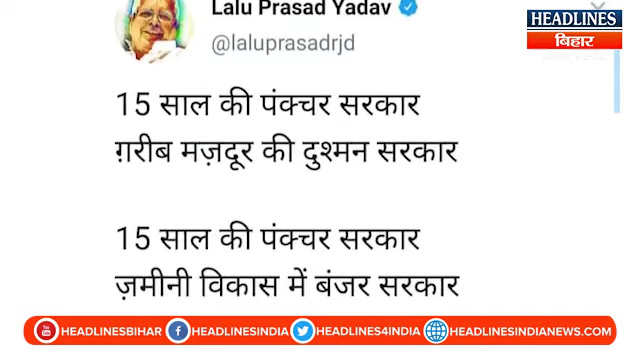 Lalu Prasad Yadav
@laluprasadrjd
HEADLINES
बिहार
15 साल की पंक्चर सरकार
ग़रीब मज़दूर की दुश्मन सरकार
15 साल की पंक्चर सरकार
ज़मीनी विकास में बंजर सरकार
HEADLINESBIHAR HEADLINESINDIA HEADLINES4INDIA HEADLINESINDIANEWS.COM